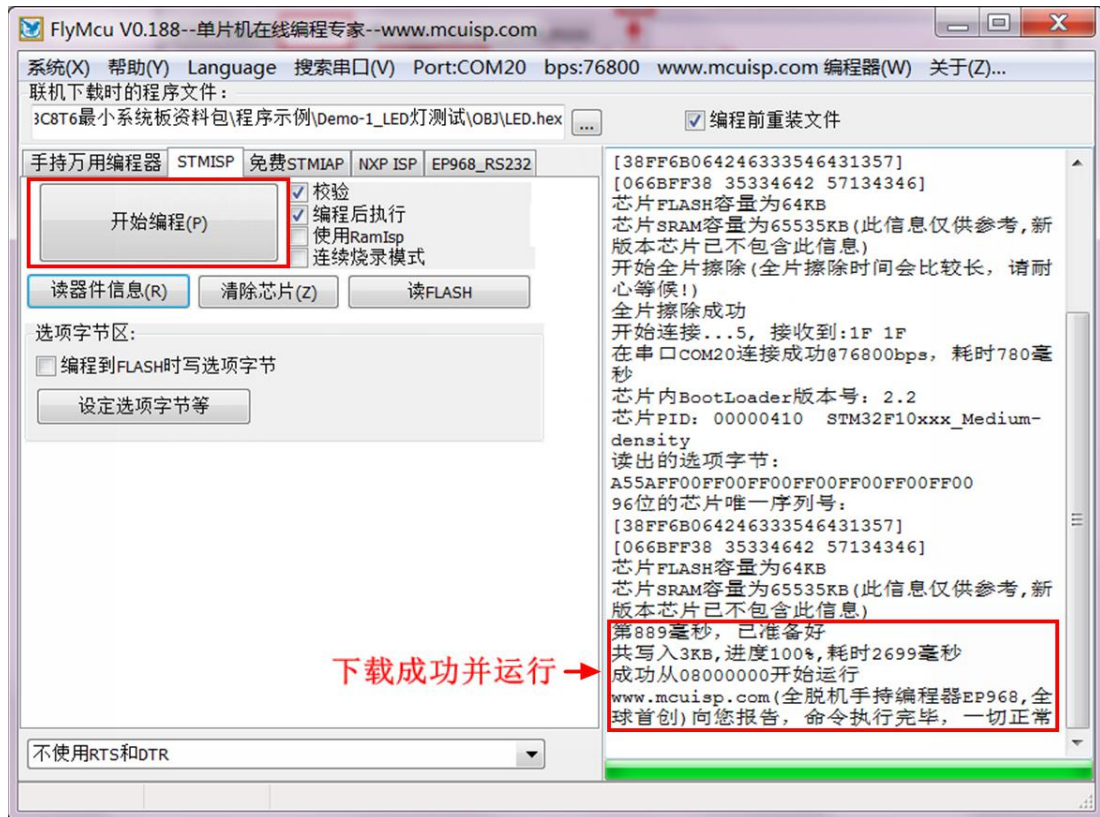 FlyMcu V0.188--单片机在线编程专家--www.mcuisp.com
系统(X) 帮助(Y) Language 搜索串口(V) Port:COM20 bps:76800 www.mcuisp.com 编程器(W) 关于(Z)...
联机下载时的程序文件:
3C8T6最小系统板资料包\程序示例\Demo-1_LED灯测试\OBJ\LED.hex ... 编程前重装文件
手持万用编程器 STMISP 免费STMIAP NXP ISP EP968_RS232
开始编程(P)
校验
编程后执行
使用RamIsp
连续烧录模式
读器件信息(R) 清除芯片(Z) 读FLASH
选项字节区:
编程到FLASH时写选项字节
设定选项字节等
下载成功并运行
不使用RTS和DTR
[38FF6B064246333546431357]
[066BFF38 35334642 57134346]
芯片FLASH容量为64KB
芯片SRAM容量为65535KB(此信息仅供参考,新
版本芯片已不包含此信息)
开始全片擦除(全片擦除时间会比较长, 请耐
心等候!)
全片擦除成功
开始连接...5, 接收到:1F 1F
在串口COM20连接成功@76800bps, 耗时780毫
秒
芯片内BootLoader版本号: 2.2
芯片PID: 00000410 STM32F10xxx_Medium-
density
读出的选项字节:
A55AFF00FF00FF00FF00FF00FF00FF00
96位的芯片唯一序列号:
[38FF6B064246333546431357]
[066BFF38 35334642 57134346]
芯片FLASH容量为64KB
芯片SRAM容量为65535KB(此信息仅供参考,新
版本芯片已不包含此信息)
第889毫秒, 已准备好
共写入3KB,进度100%,耗时2699毫秒
成功从08000000开始运行
www.mcuisp.com(全脱机手持编程器EP968,全
球首创)向您报告, 命令执行完毕, 一切正常